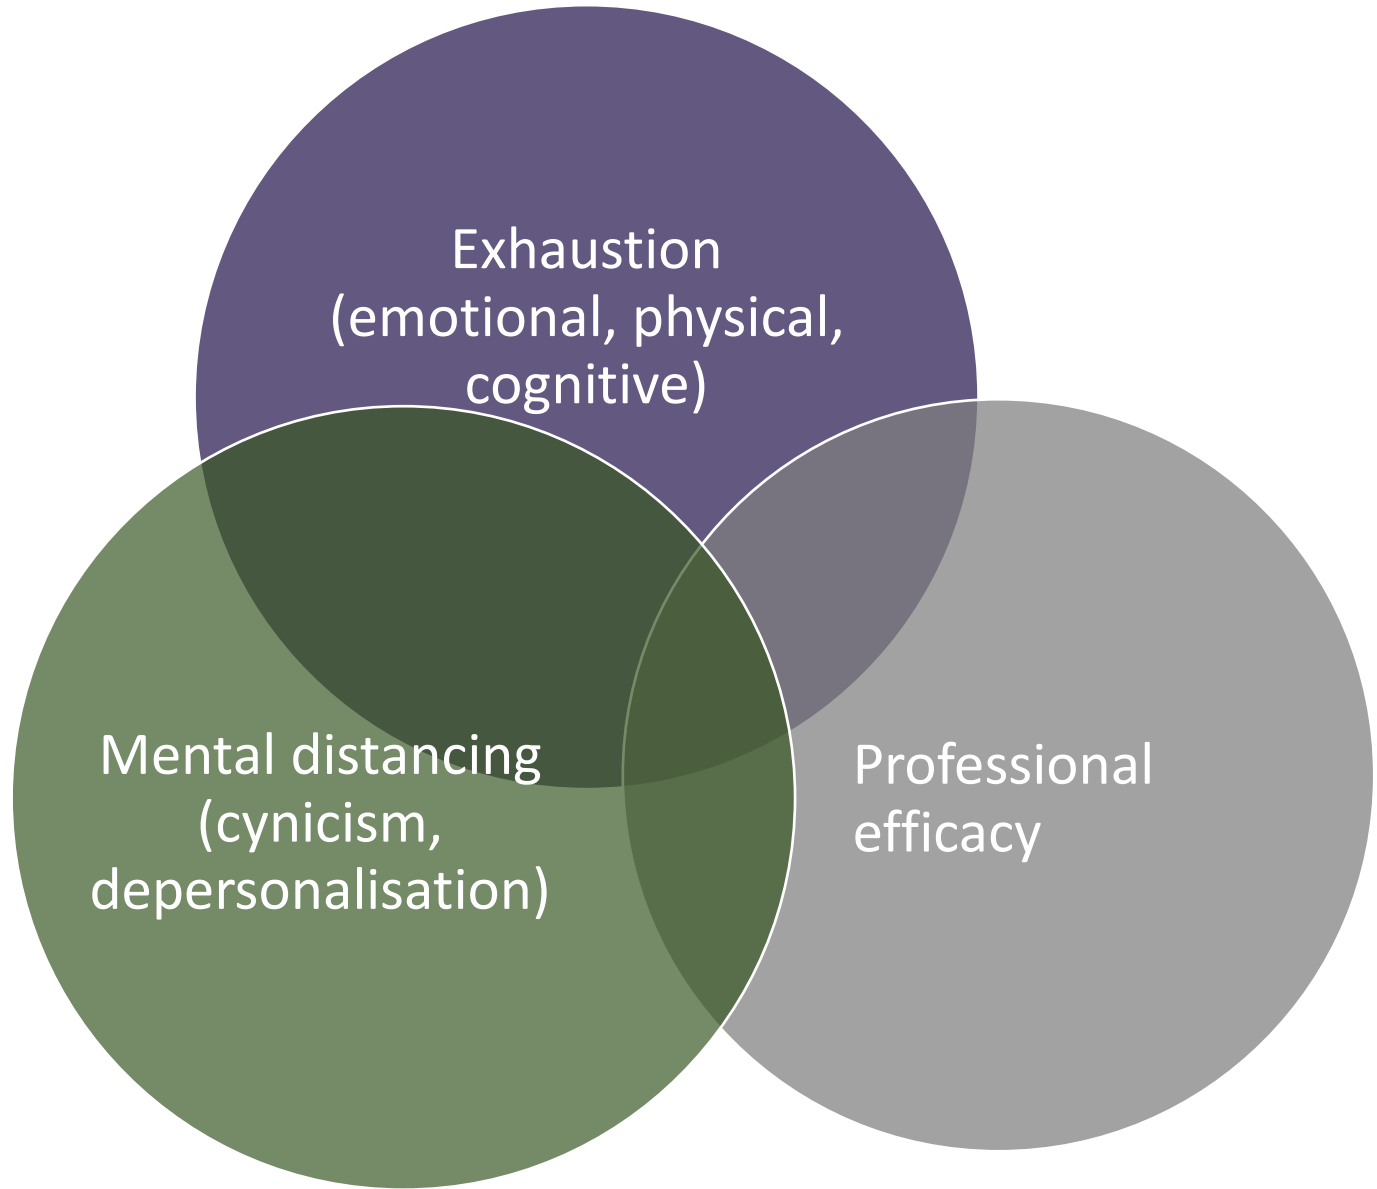 Exhaustion
(emotional, physical,
cognitive)
Mental distancing
(cynicism,
depersonalisation)
Professional
efficacy